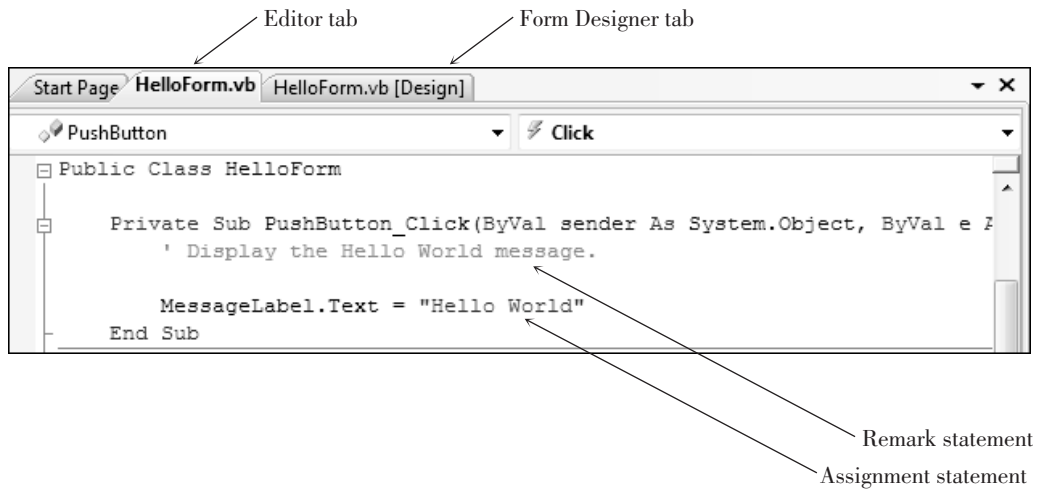 Editor tab
Form Designer tab
Start Page
HelloForm.vb
HelloForm.vb [Design]
PushButton
Click
Public Class HelloForm
Private Sub PushButton_Click(ByVal sender As System.Object, ByVal e A
' Display the Hello World message.
MessageLabel.Text = "Hello World"
End Sub
Remark statement
Assignment statement